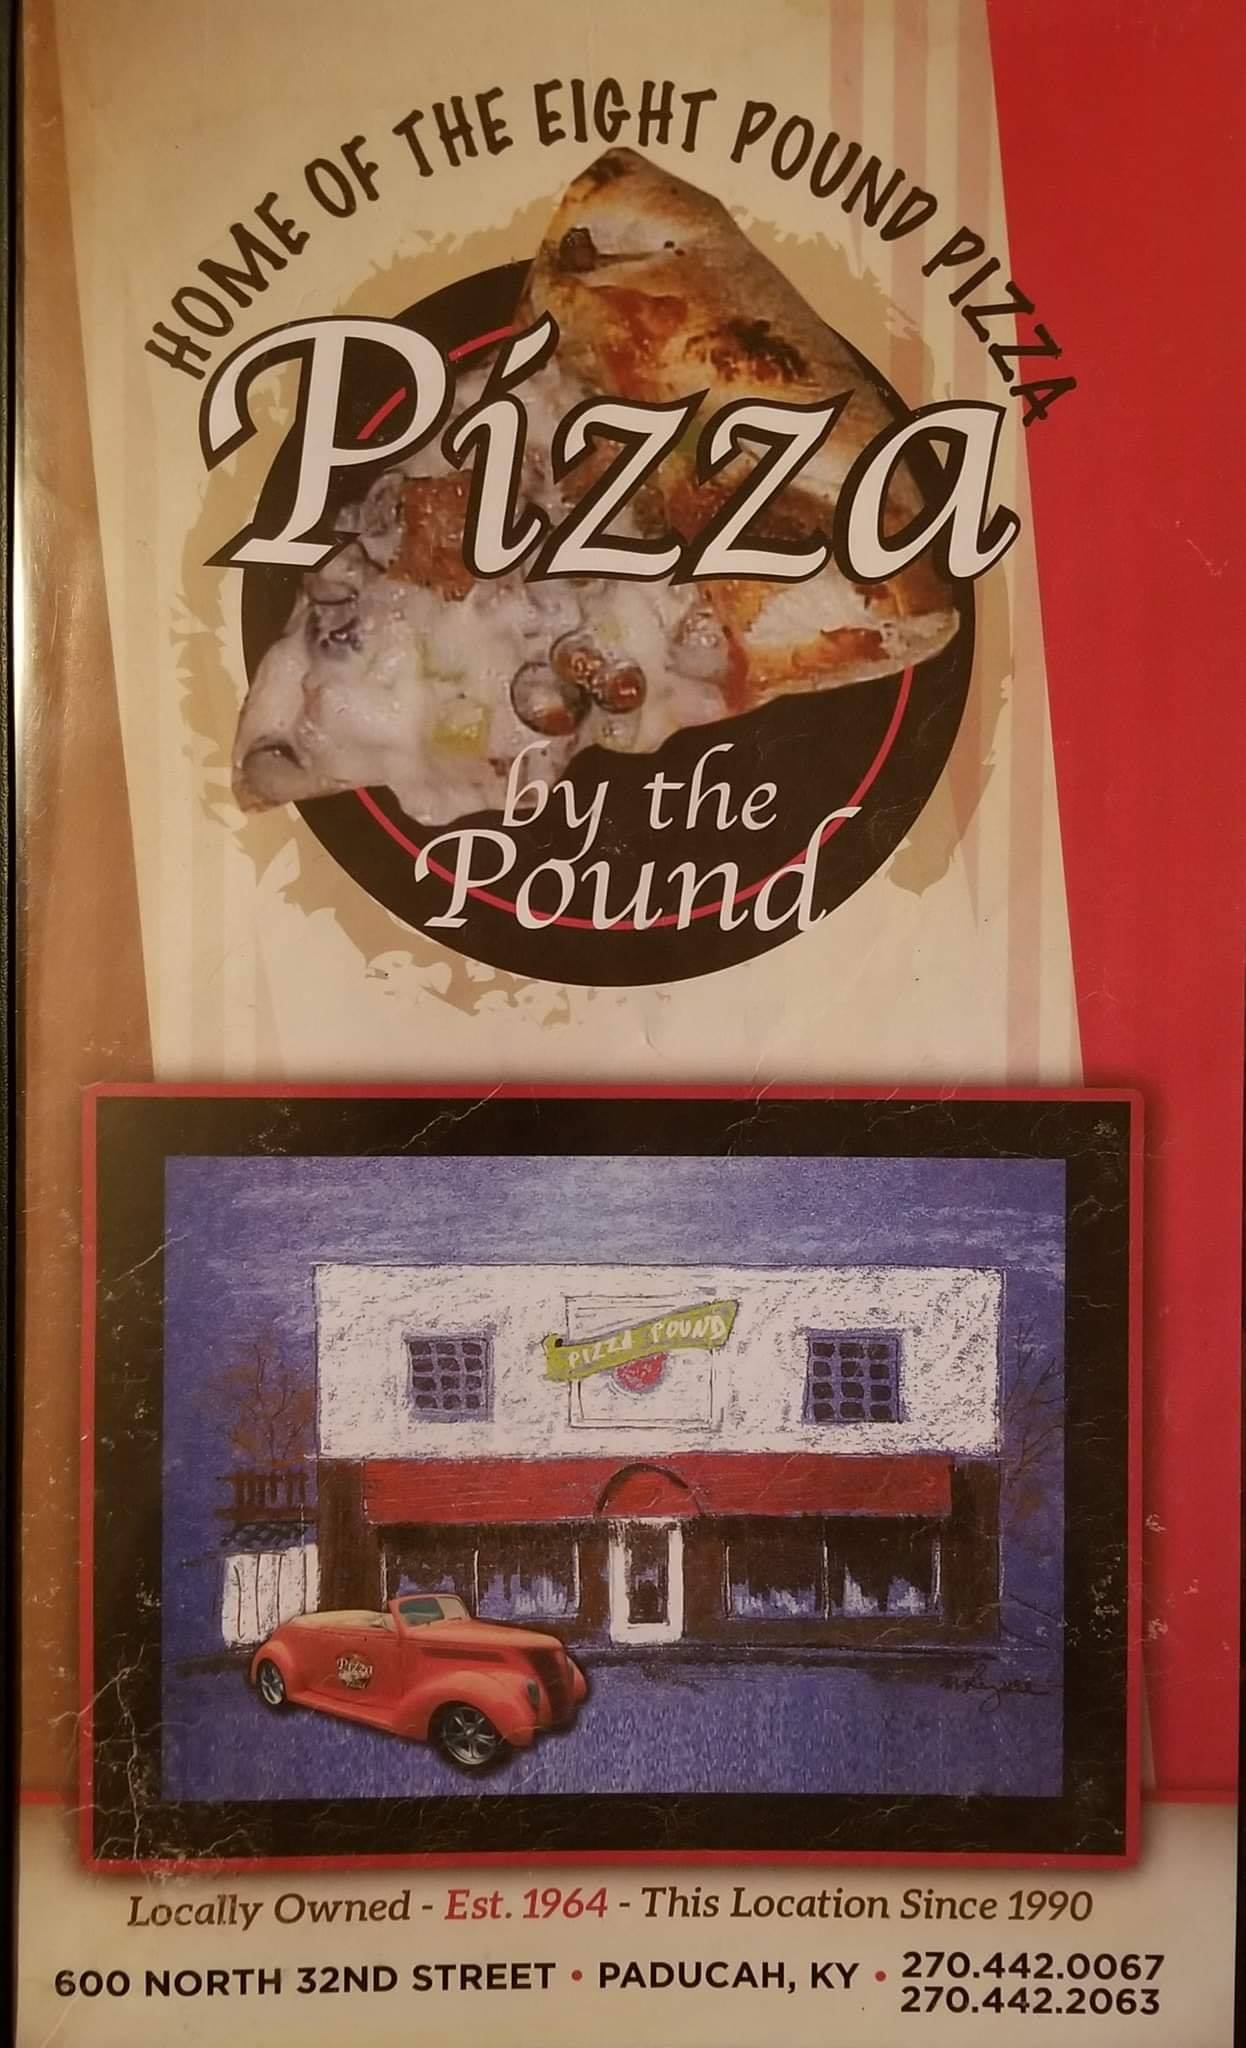 HOME OF THE EIGHT POUND PIZZA
Pizza
by the
Pound
PIZZA POUND
Pizza
Locally Owned - Est. 1964 - This Location Since 1990
600 NORTH 32ND STREET • PADUCAH, KY • 270.442.0067
270.442.2063